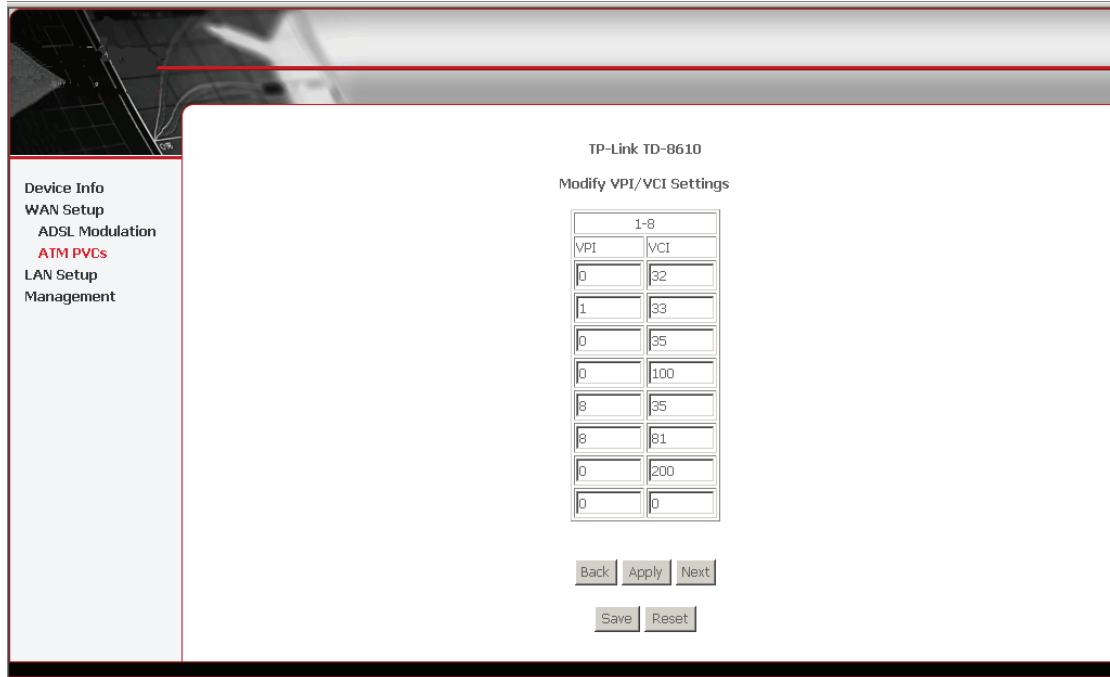 TP-Link TD-8610
Modify VPI/VCI Settings
Device Info
WAN Setup
ADSL Modulation
ATM PVCs
LAN Setup
Management
1-8
VPI VCI
0 32
1 33
0 35
0 100
8 35
8 81
0 200
0 0
Back Apply Next
Save Reset